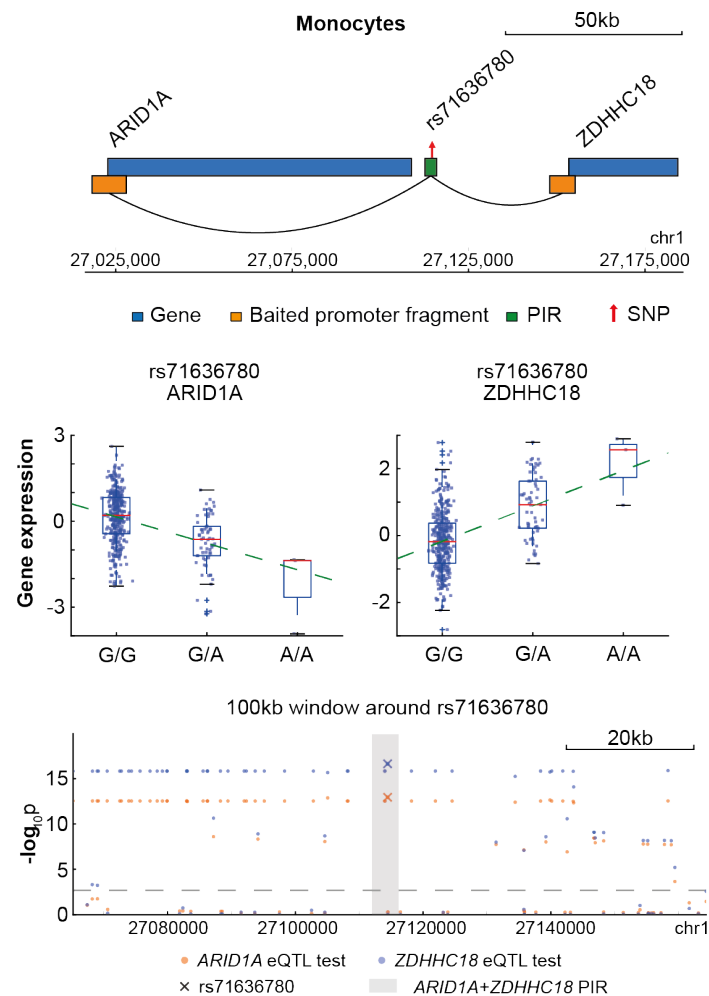 Monocytes
50kb
ARID1A
rs71636780
ZDHHC18
chr1
27,025,000 27,075,000 27,125,000 27,175,000
Gene Baited promoter fragment PIR SNP
rs71636780
ARID1A
rs71636780
ZDHHC18
Gene expression
3
0
-3
G/G G/A A/A
2
0
-2
G/G G/A A/A
100kb window around rs71636780
20kb
-log10p
15
10
5
0
27080000 27100000 27120000 27140000 chr1
ARID1A eQTL test ZDHHC18 eQTL test
rs71636780 ARID1A+ZDHHC18 PIR